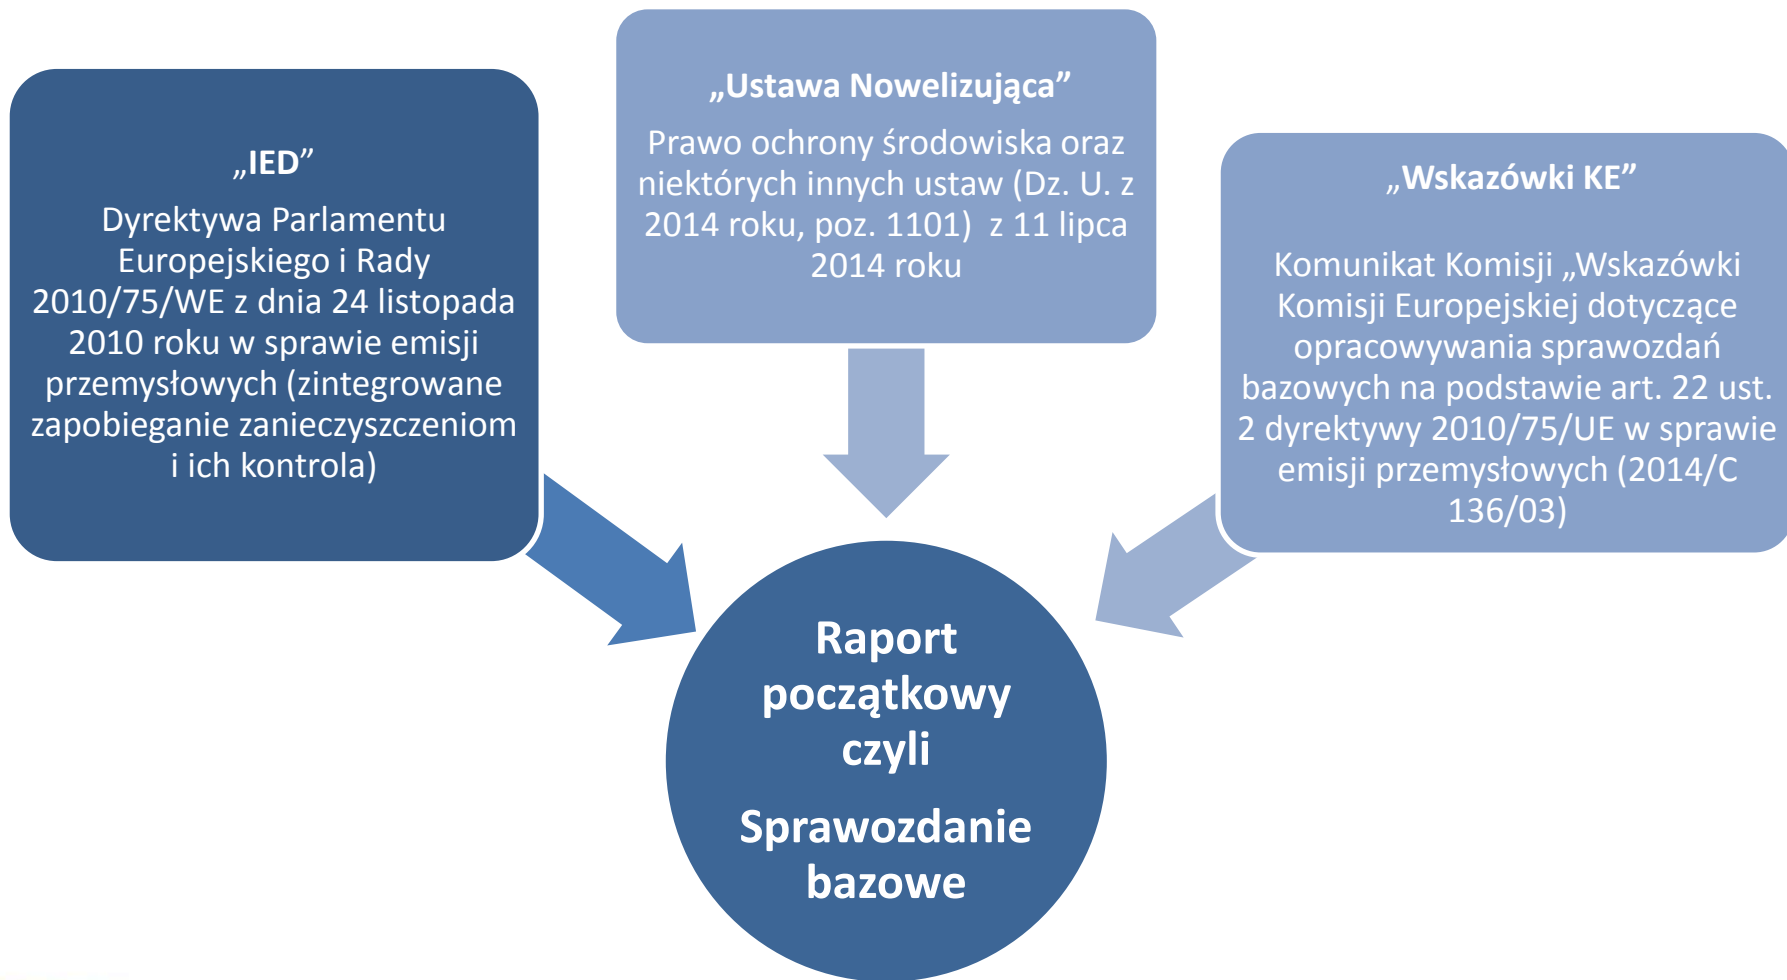 „IED”
Dyrektywa Parlamentu
Europejskiego i Rady
2010/75/WE z dnia 24 listopada
2010 roku w sprawie emisji
przemysłowych (zintegrowane
zapobieganie zanieczyszczeniom
i ich kontrola)
„Ustawa Nowelizująca”
Prawo ochrony środowiska oraz
niektórych innych ustaw (Dz. U. z
2014 roku, poz. 1101) z 11 lipca
2014 roku
„Wskazówki KE”
Komunikat Komisji „Wskazówki
Komisji Europejskiej dotyczące
opracowywania sprawozdań
bazowych na podstawie art. 22 ust.
2 dyrektywy 2010/75/UE w sprawie
emisji przemysłowych (2014/C
136/03)
Raport
początkowy
czyli
Sprawozdanie
bazowe